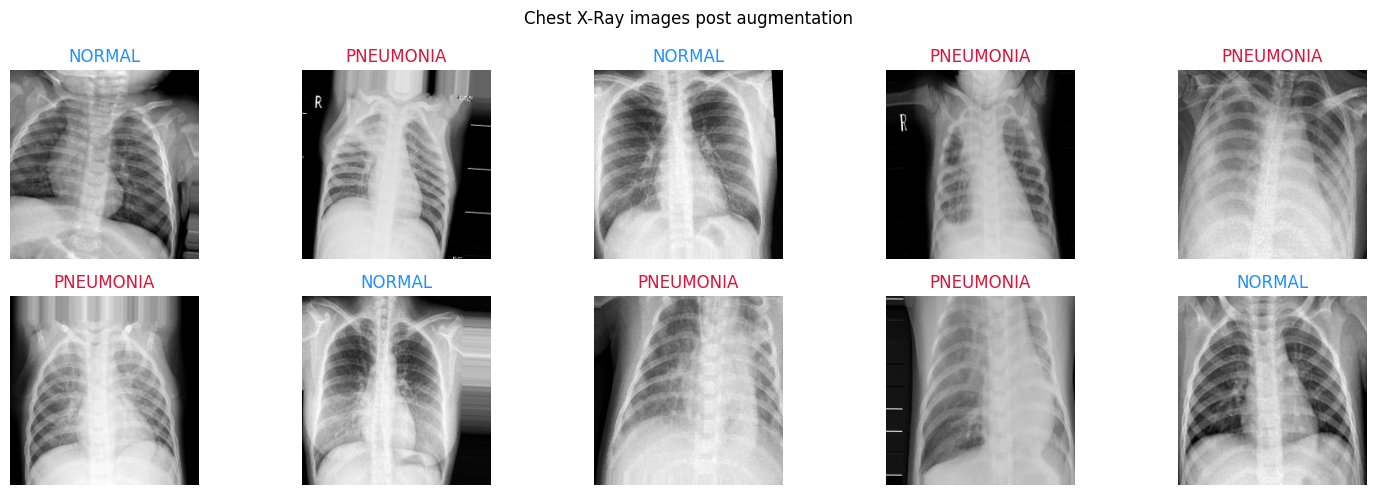 Chest X-Ray images post augmentation
NORMAL
PNEUMONIA
NORMAL
PNEUMONIA
PNEUMONIA
R
R
PNEUMONIA
NORMAL
PNEUMONIA
PNEUMONIA
NORMAL